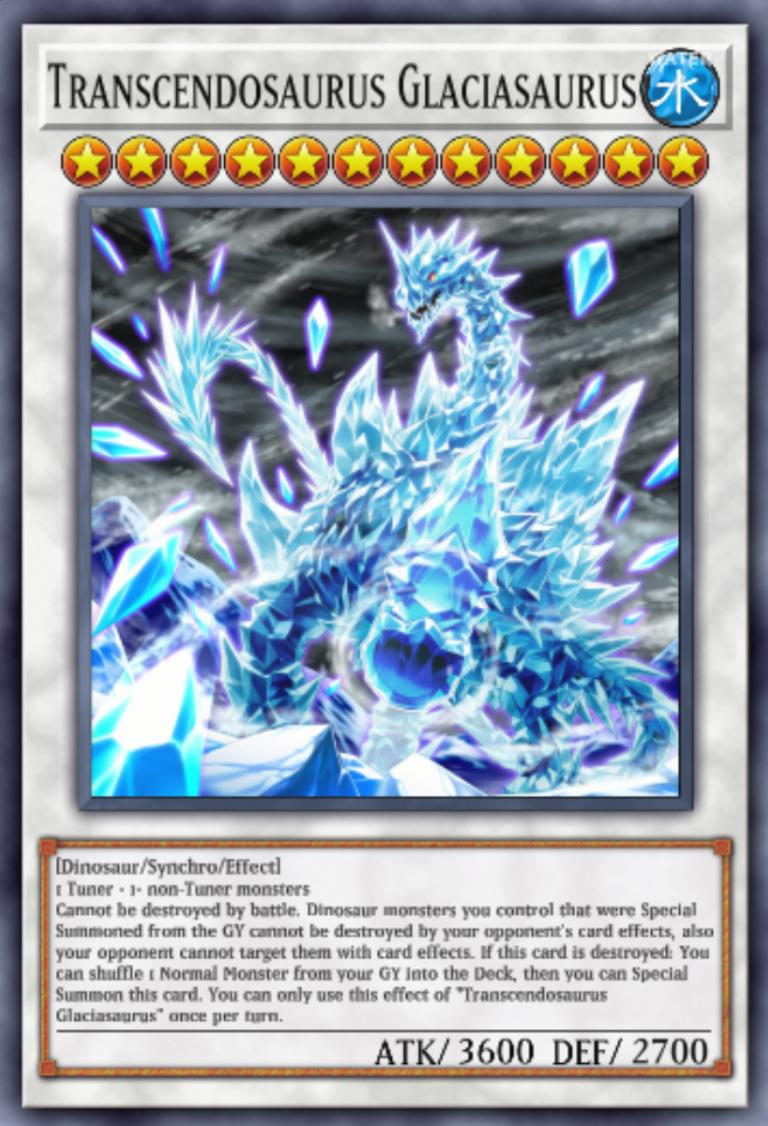 TRANSCENDOSAURUS GLACIASAURUS
WATER
水
[Dinosaur/Synchro/Effect]
1 Tuner + 1+ non-Tuner monsters
Cannot be destroyed by battle. Dinosaur monsters you control that were Special
Summoned from the GY cannot be destroyed by your opponent's card effects, also
your opponent cannot target them with card effects. If this card is destroyed: You
can shuffle 1 Normal Monster from your GY into the Deck, then you can Special
Summon this card. You can only use this effect of "Transcendosaurus
Glaciasaurus" once per turn.
ATK/ 3600 DEF/ 2700